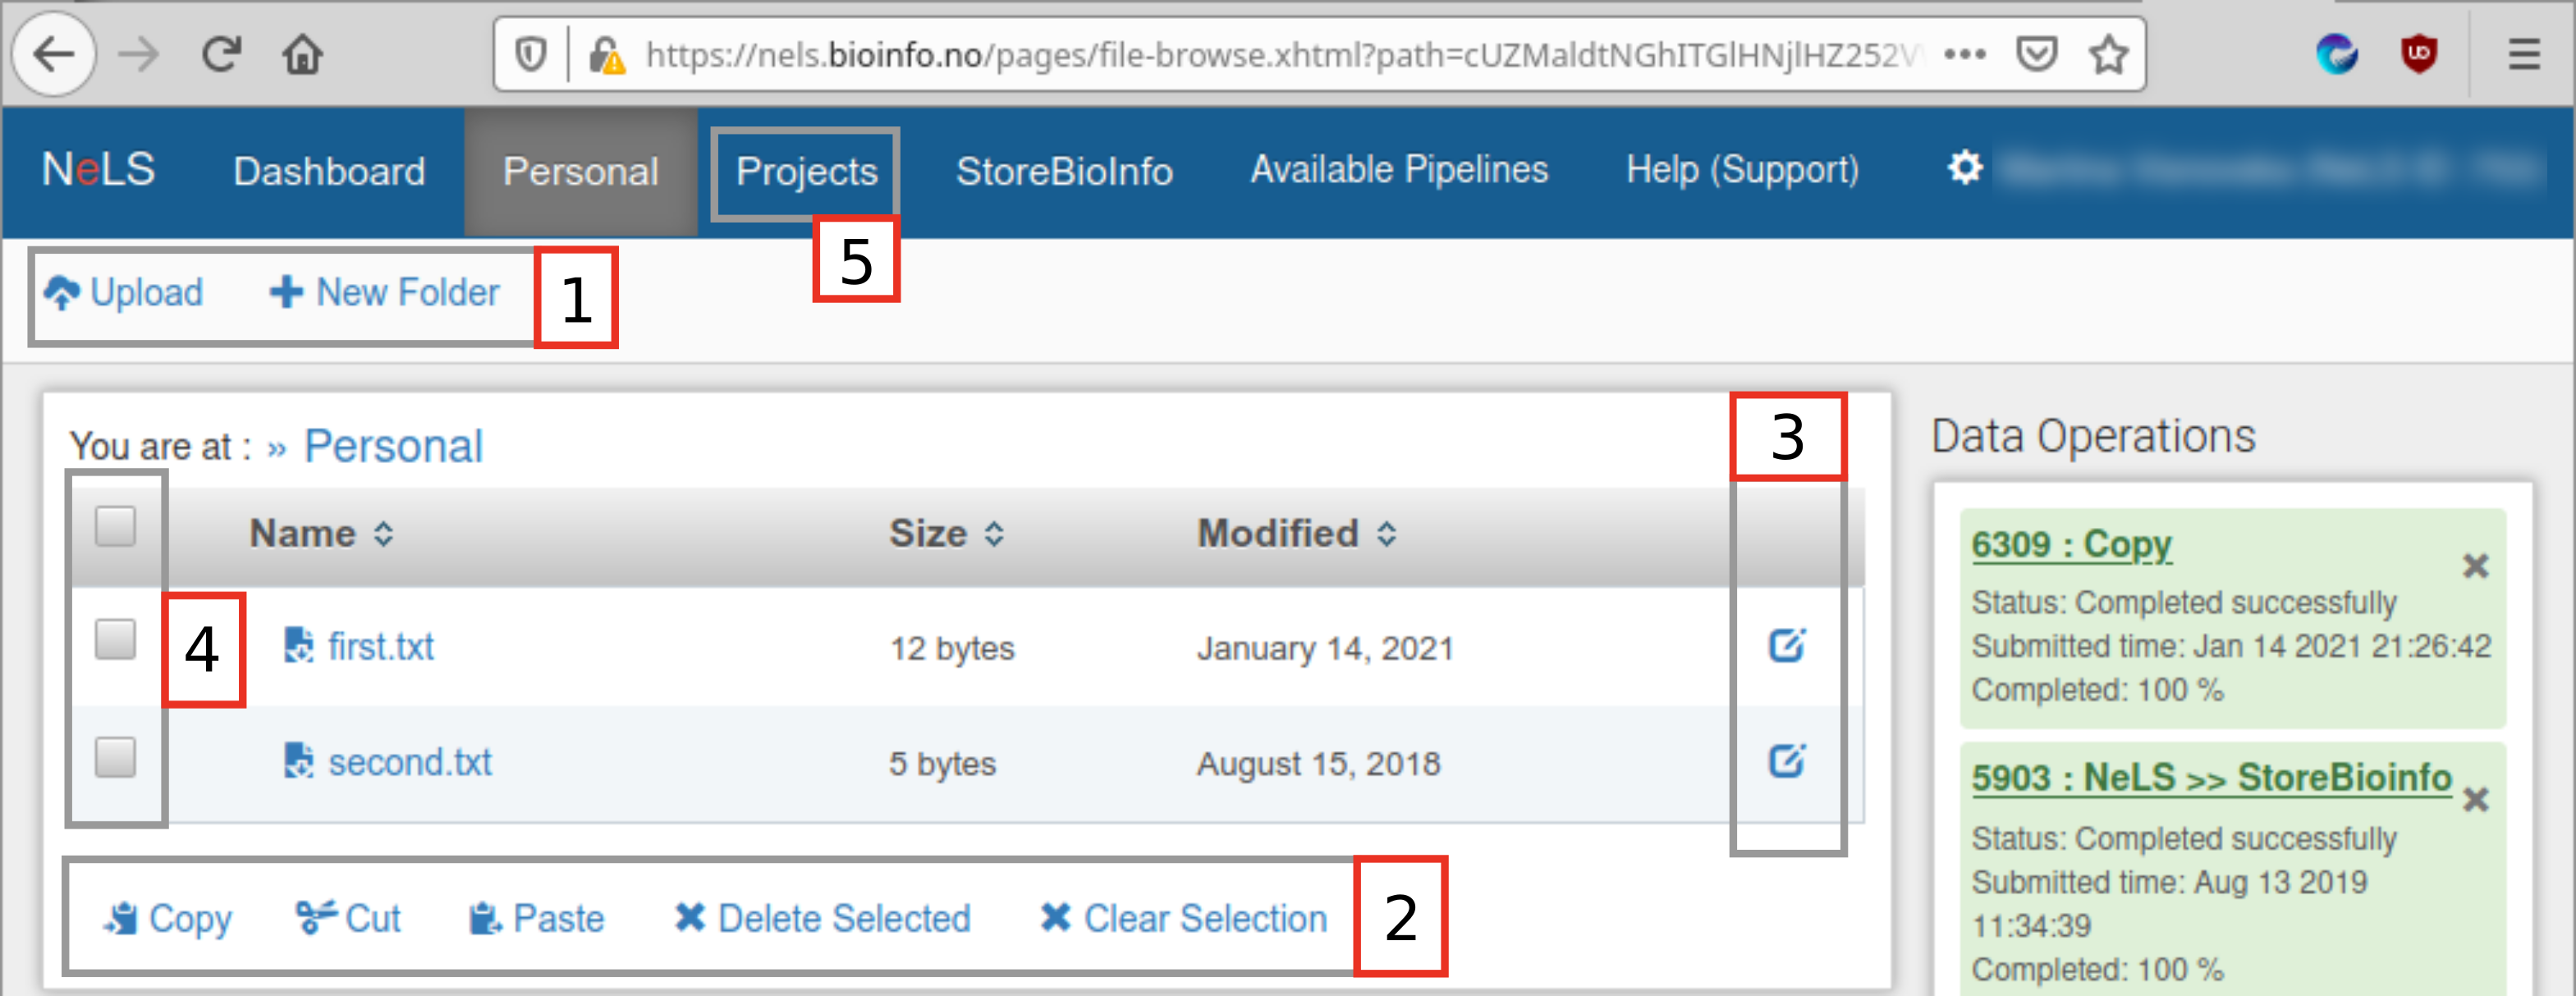 https://nels.bioinfo.no/pages/file-browse.xhtml?path=cUZMaldtNGhITGlHNjlHZ252V
NeLS Dashboard Personal Projects StoreBioInfo Available Pipelines Help (Support)
5
Upload New Folder 1
You are at : » Personal
3
Name Size Modified
4
first.txt 12 bytes January 14, 2021
second.txt 5 bytes August 15, 2018
Copy Cut Paste Delete Selected Clear Selection 2
Data Operations
6309 : Copy
Status: Completed successfully
Submitted time: Jan 14 2021 21:26:42
Completed: 100 %
5903 : NeLS >> StoreBioinfo
Status: Completed successfully
Submitted time: Aug 13 2019
11:34:39
Completed: 100 %